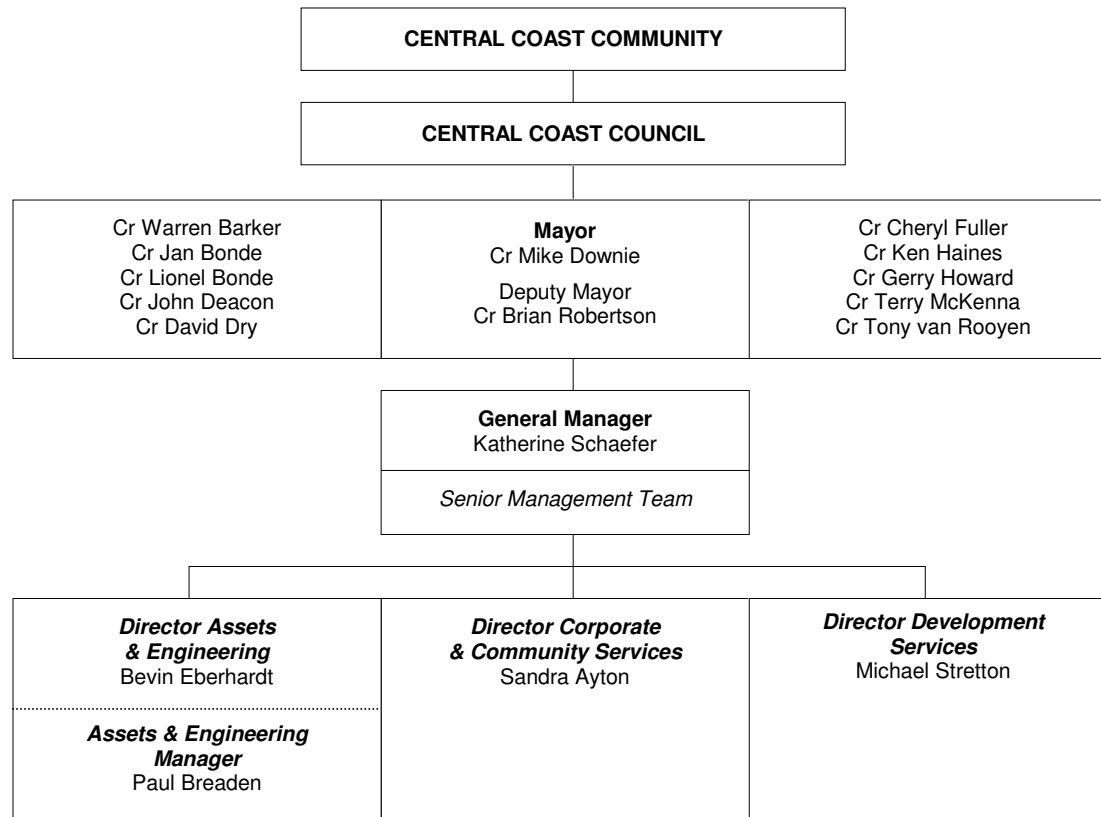 CENTRAL COAST COMMUNITY
CENTRAL COAST COUNCIL
Cr Warren Barker
Cr Jan Bonde
Cr Lionel Bonde
Cr John Deacon
Cr David Dry
Mayor
Cr Mike Downie
Deputy Mayor
Cr Brian Robertson
Cr Cheryl Fuller
Cr Ken Haines
Cr Gerry Howard
Cr Terry McKenna
Cr Tony van Rooyen
General Manager
Katherine Schaefer
Senior Management Team
Director Assets
& Engineering
Bevin Eberhardt
Assets & Engineering
Manager
Paul Breaden
Director Corporate
& Community Services
Sandra Ayton
Director Development
Services
Michael Stretton